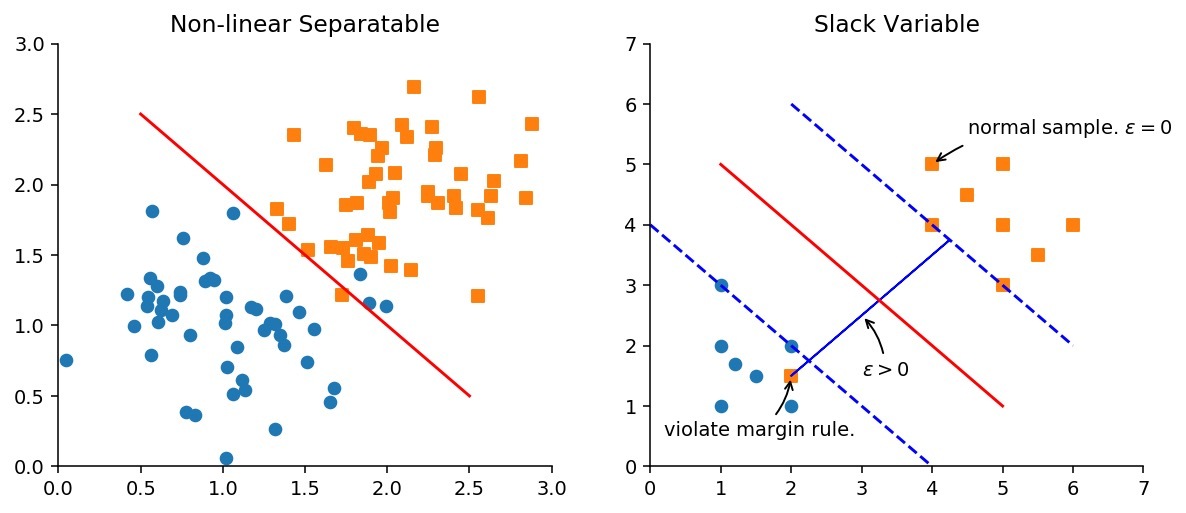 Non-linear Separatable
3.0
2.5
2.0
1.5
1.0
0.5
0.0
0.0 0.5 1.0 1.5 2.0 2.5 3.0
Slack Variable
7
6
5
4
3
2
1
0
normal sample. ε = 0
ε > 0
violate margin rule.
0 1 2 3 4 5 6 7